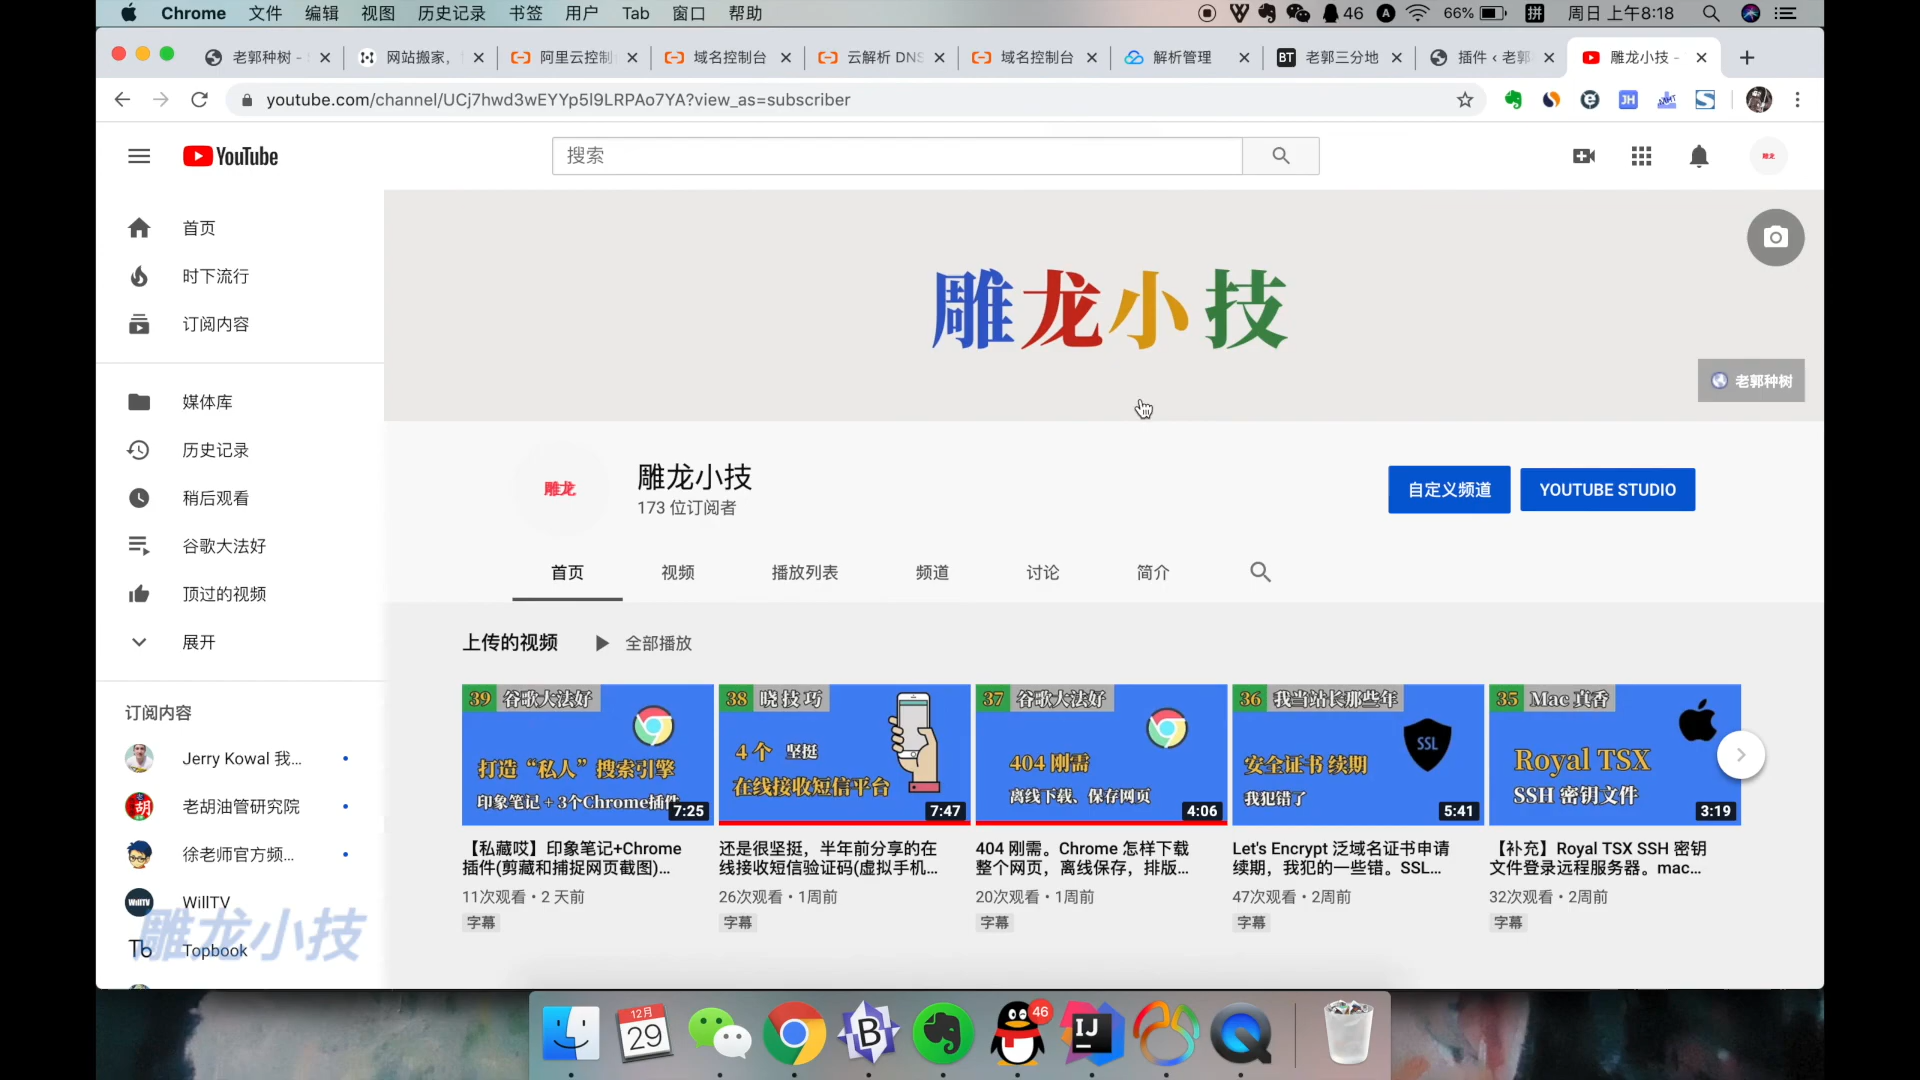 Chrome 文件 编辑 视图 历史记录 书签 用户 Tab 窗口 帮助 46 66% 拼 周日 上午8:18
老郭种树 - 网站搬家, 阿里云控制 域名控制台 云解析 DNS 域名控制台 解析管理 BT 老郭三分地 插件 ‹ 老郭 雕龙小技 -
youtube.com/channel/UCj7hwd3wEYYp5l9LRPAo7YA?view_as=subscriber JH
YouTube 搜索 雕龙
首页
时下流行
订阅内容
媒体库
历史记录
稍后观看
谷歌大法好
顶过的视频
展开
订阅内容
Jerry Kowal 我...
老胡油管研究院
徐老师官方频...
WillTV WillTV
Tb Topbook
雕龙小技
雕龙小技
老郭种树
雕龙
雕龙小技
173 位订阅者
自定义频道 YOUTUBE STUDIO
首页 视频 播放列表 频道 讨论 简介
上传的视频 全部播放
39 谷歌大法好
打造“私人”搜索引擎
印象笔记 + 3个Chrome插件
7:25
【私藏哎】印象笔记+Chrome
插件(剪藏和捕捉网页截图)...
11次观看 • 2 天前
字幕
38 晓技巧
4 个 坚挺
在线接收短信平台
7:47
还是很坚挺，半年前分享的在
线接收短信验证码(虚拟手机...
26次观看 • 1周前
字幕
37 谷歌大法好
404 刚需
离线下载、保存网页
4:06
404 刚需。Chrome 怎样下载
整个网页，离线保存，排版...
20次观看 • 1周前
字幕
36 我当站长那些年
SSL
安全证书 续期
我犯错了
5:41
Let's Encrypt 泛域名证书申请
续期，我犯的一些错。SSL...
47次观看 • 2周前
字幕
35 Mac 真香
Royal TSX
SSH 密钥文件
3:19
【补充】Royal TSX SSH 密钥
文件登录远程服务器。mac...
32次观看 • 2周前
字幕
12月
29
B
46
IJ